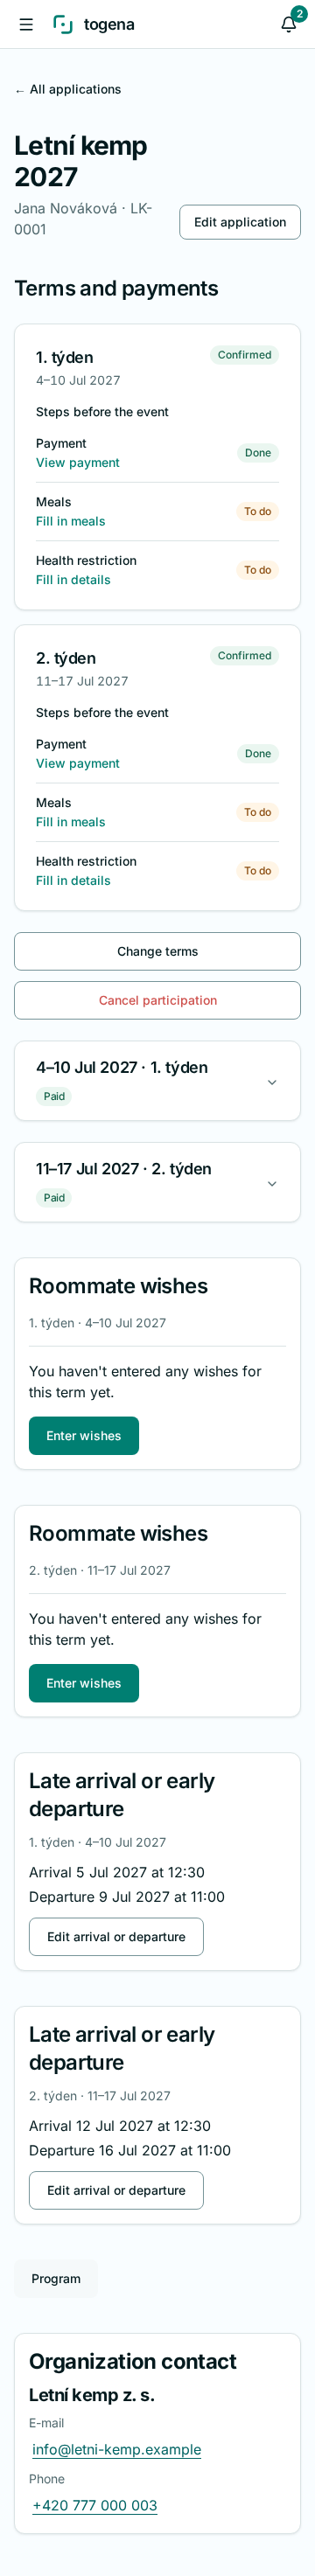 togena
2
← All applications
Letní kemp
2027
Jana Nováková · LK-
0001
Edit application
Terms and payments
1. týden
Confirmed
4–10 Jul 2027
Steps before the event
Payment
View payment
Done
Meals
Fill in meals
To do
Health restriction
Fill in details
To do
2. týden
Confirmed
11–17 Jul 2027
Steps before the event
Payment
View payment
Done
Meals
Fill in meals
To do
Health restriction
Fill in details
To do
Change terms
Cancel participation
4–10 Jul 2027 · 1. týden
Paid
11–17 Jul 2027 · 2. týden
Paid
Roommate wishes
1. týden · 4–10 Jul 2027
You haven't entered any wishes for
this term yet.
Enter wishes
Roommate wishes
2. týden · 11–17 Jul 2027
You haven't entered any wishes for
this term yet.
Enter wishes
Late arrival or early
departure
1. týden · 4–10 Jul 2027
Arrival 5 Jul 2027 at 12:30
Departure 9 Jul 2027 at 11:00
Edit arrival or departure
Late arrival or early
departure
2. týden · 11–17 Jul 2027
Arrival 12 Jul 2027 at 12:30
Departure 16 Jul 2027 at 11:00
Edit arrival or departure
Program
Organization contact
Letní kemp z. s.
E-mail
info@letni-kemp.example
Phone
+420 777 000 003